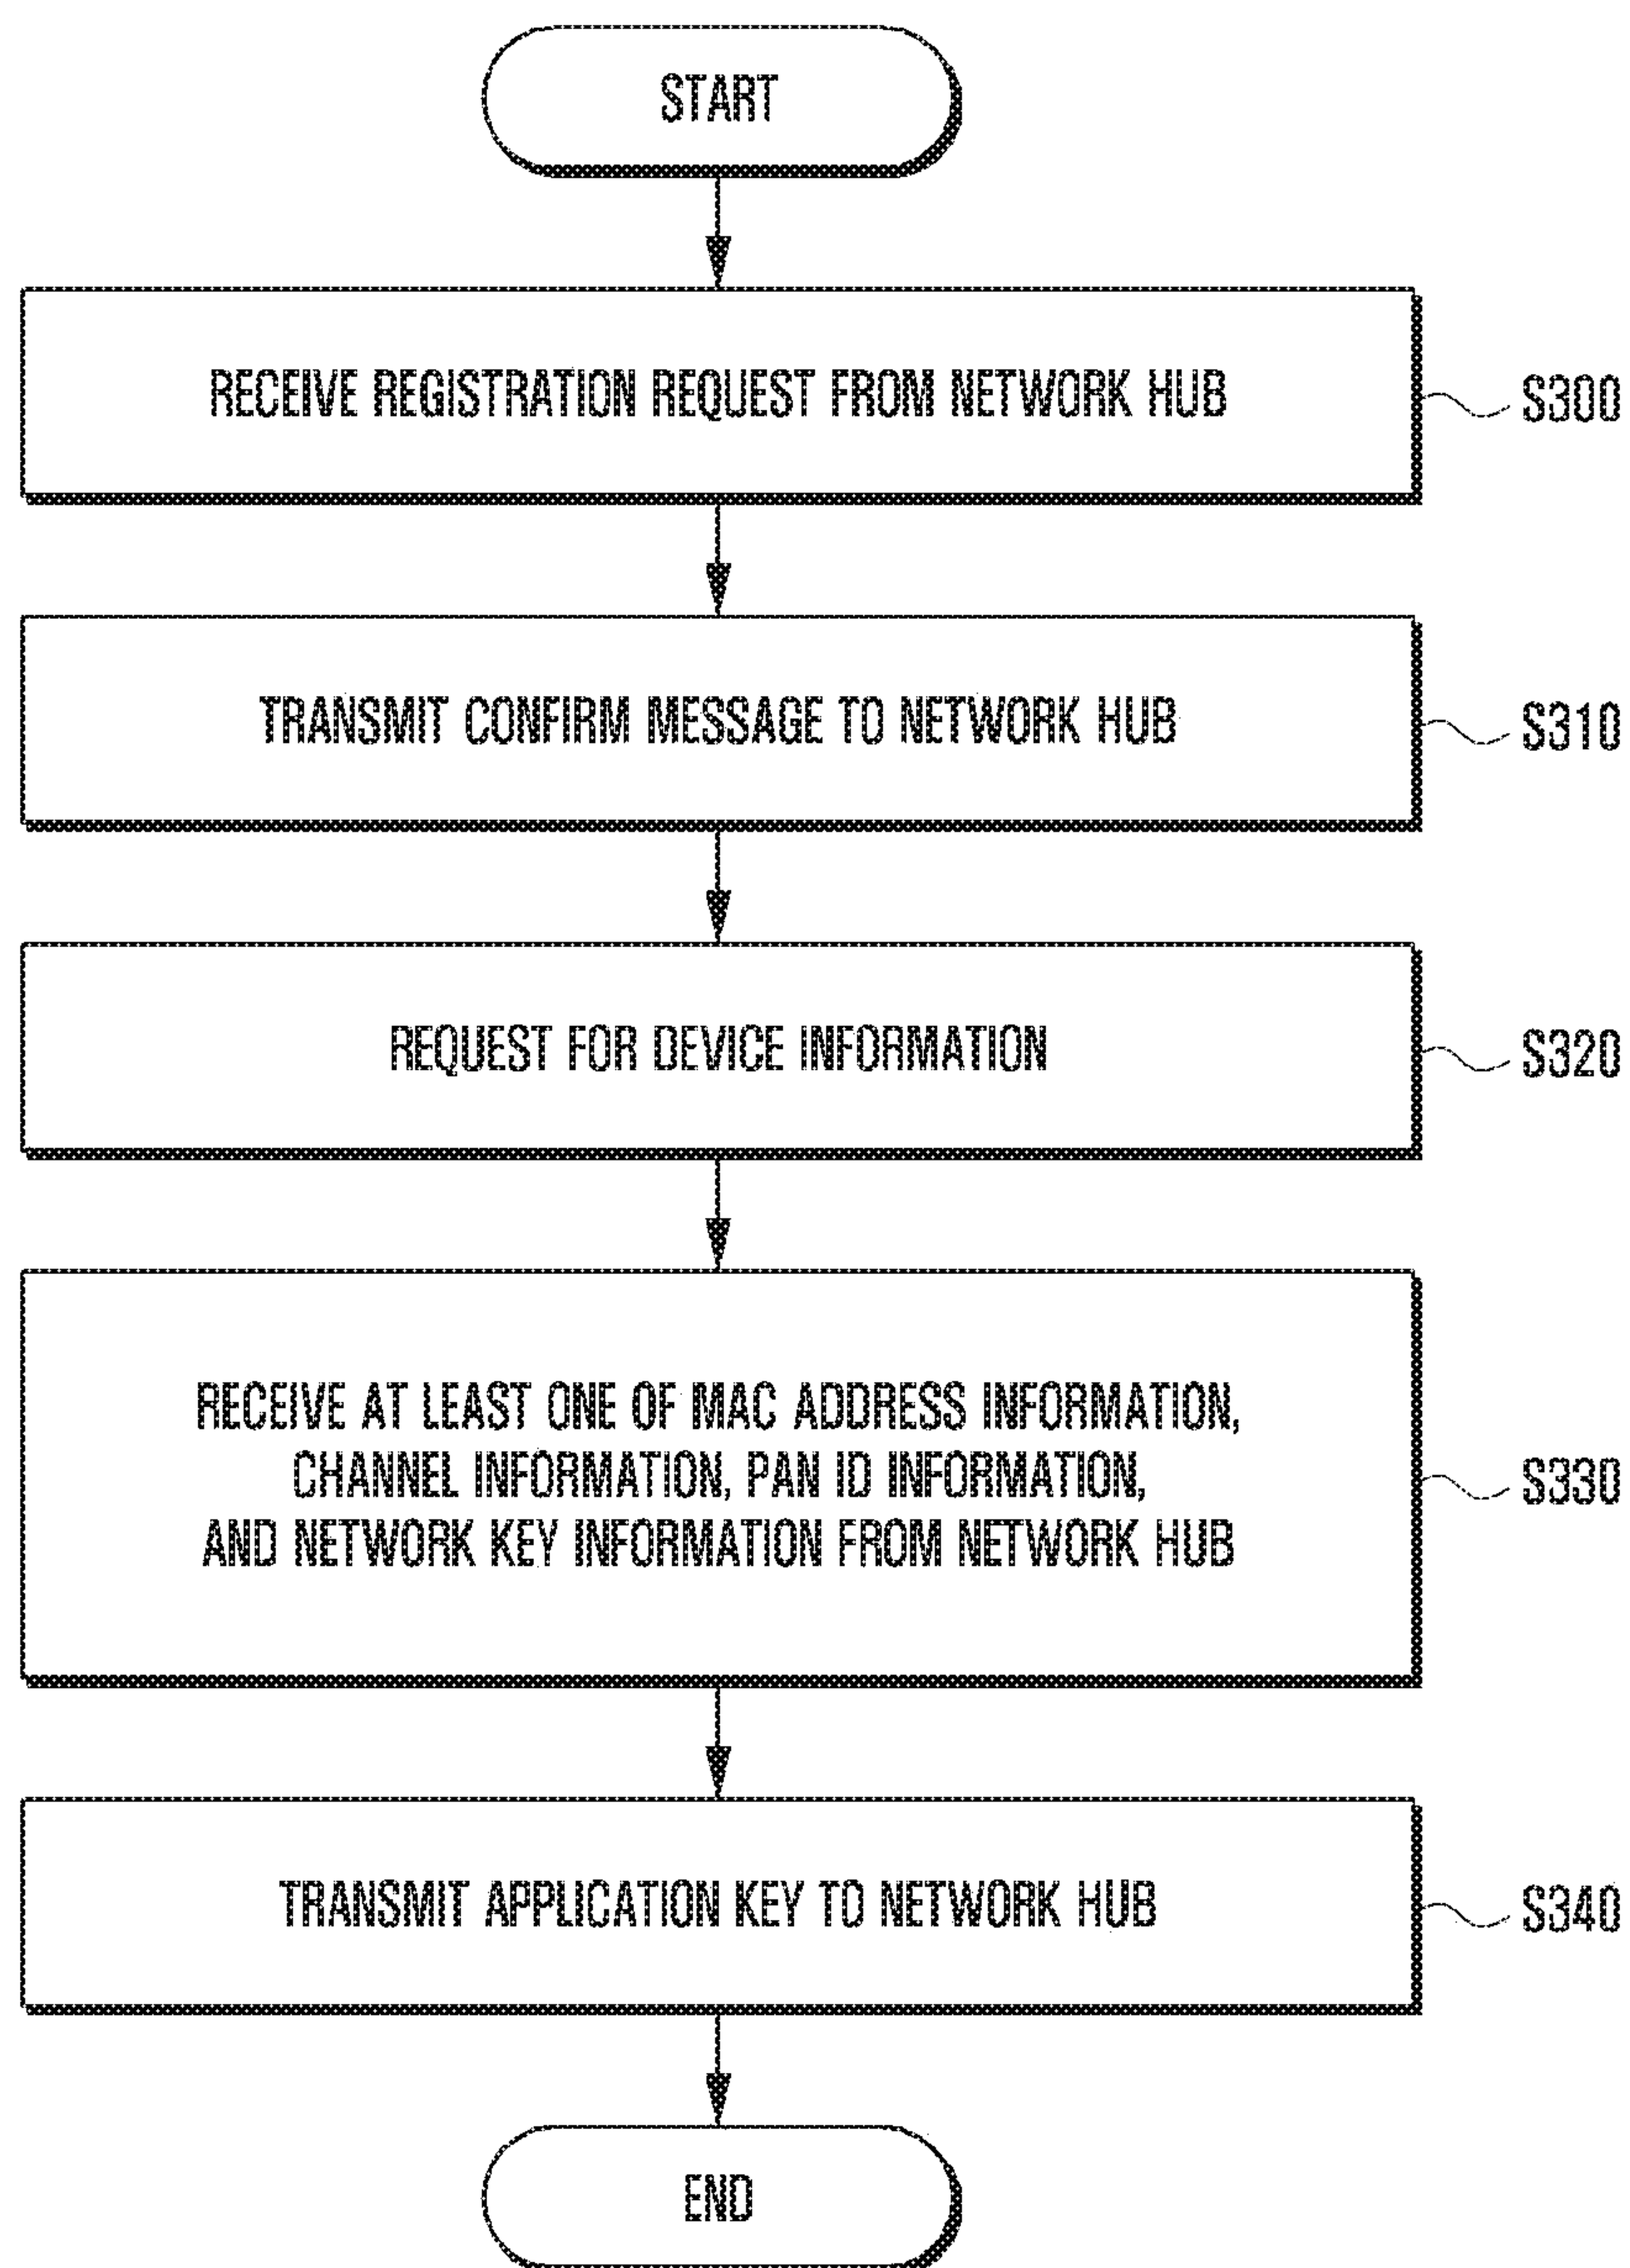 START
RECEIVE REGISTRATION REQUEST FROM NETWORK HUB
S300
TRANSMIT CONFIRM MESSAGE TO NETWORK HUB
S310
REQUEST FOR DEVICE INFORMATION
S320
RECEIVE AT LEAST ONE OF MAC ADDRESS INFORMATION,
CHANNEL INFORMATION, PAN ID INFORMATION,
AND NETWORK KEY INFORMATION FROM NETWORK HUB
S330
TRANSMIT APPLICATION KEY TO NETWORK HUB
S340
END